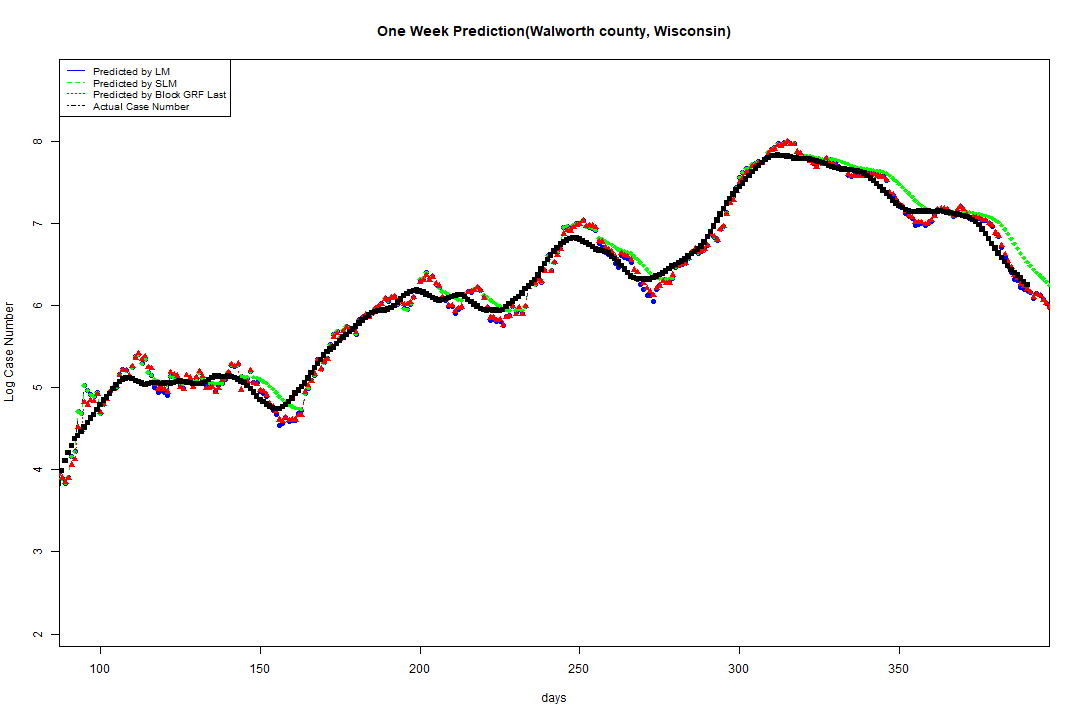 One Week Prediction(Walworth county, Wisconsin)
Predicted by LM
Predicted by SLM
Predicted by Block GRF Last
Actual Case Number
8
7
6
5
4
3
2
Log Case Number
100 150 200 250 300 350
days